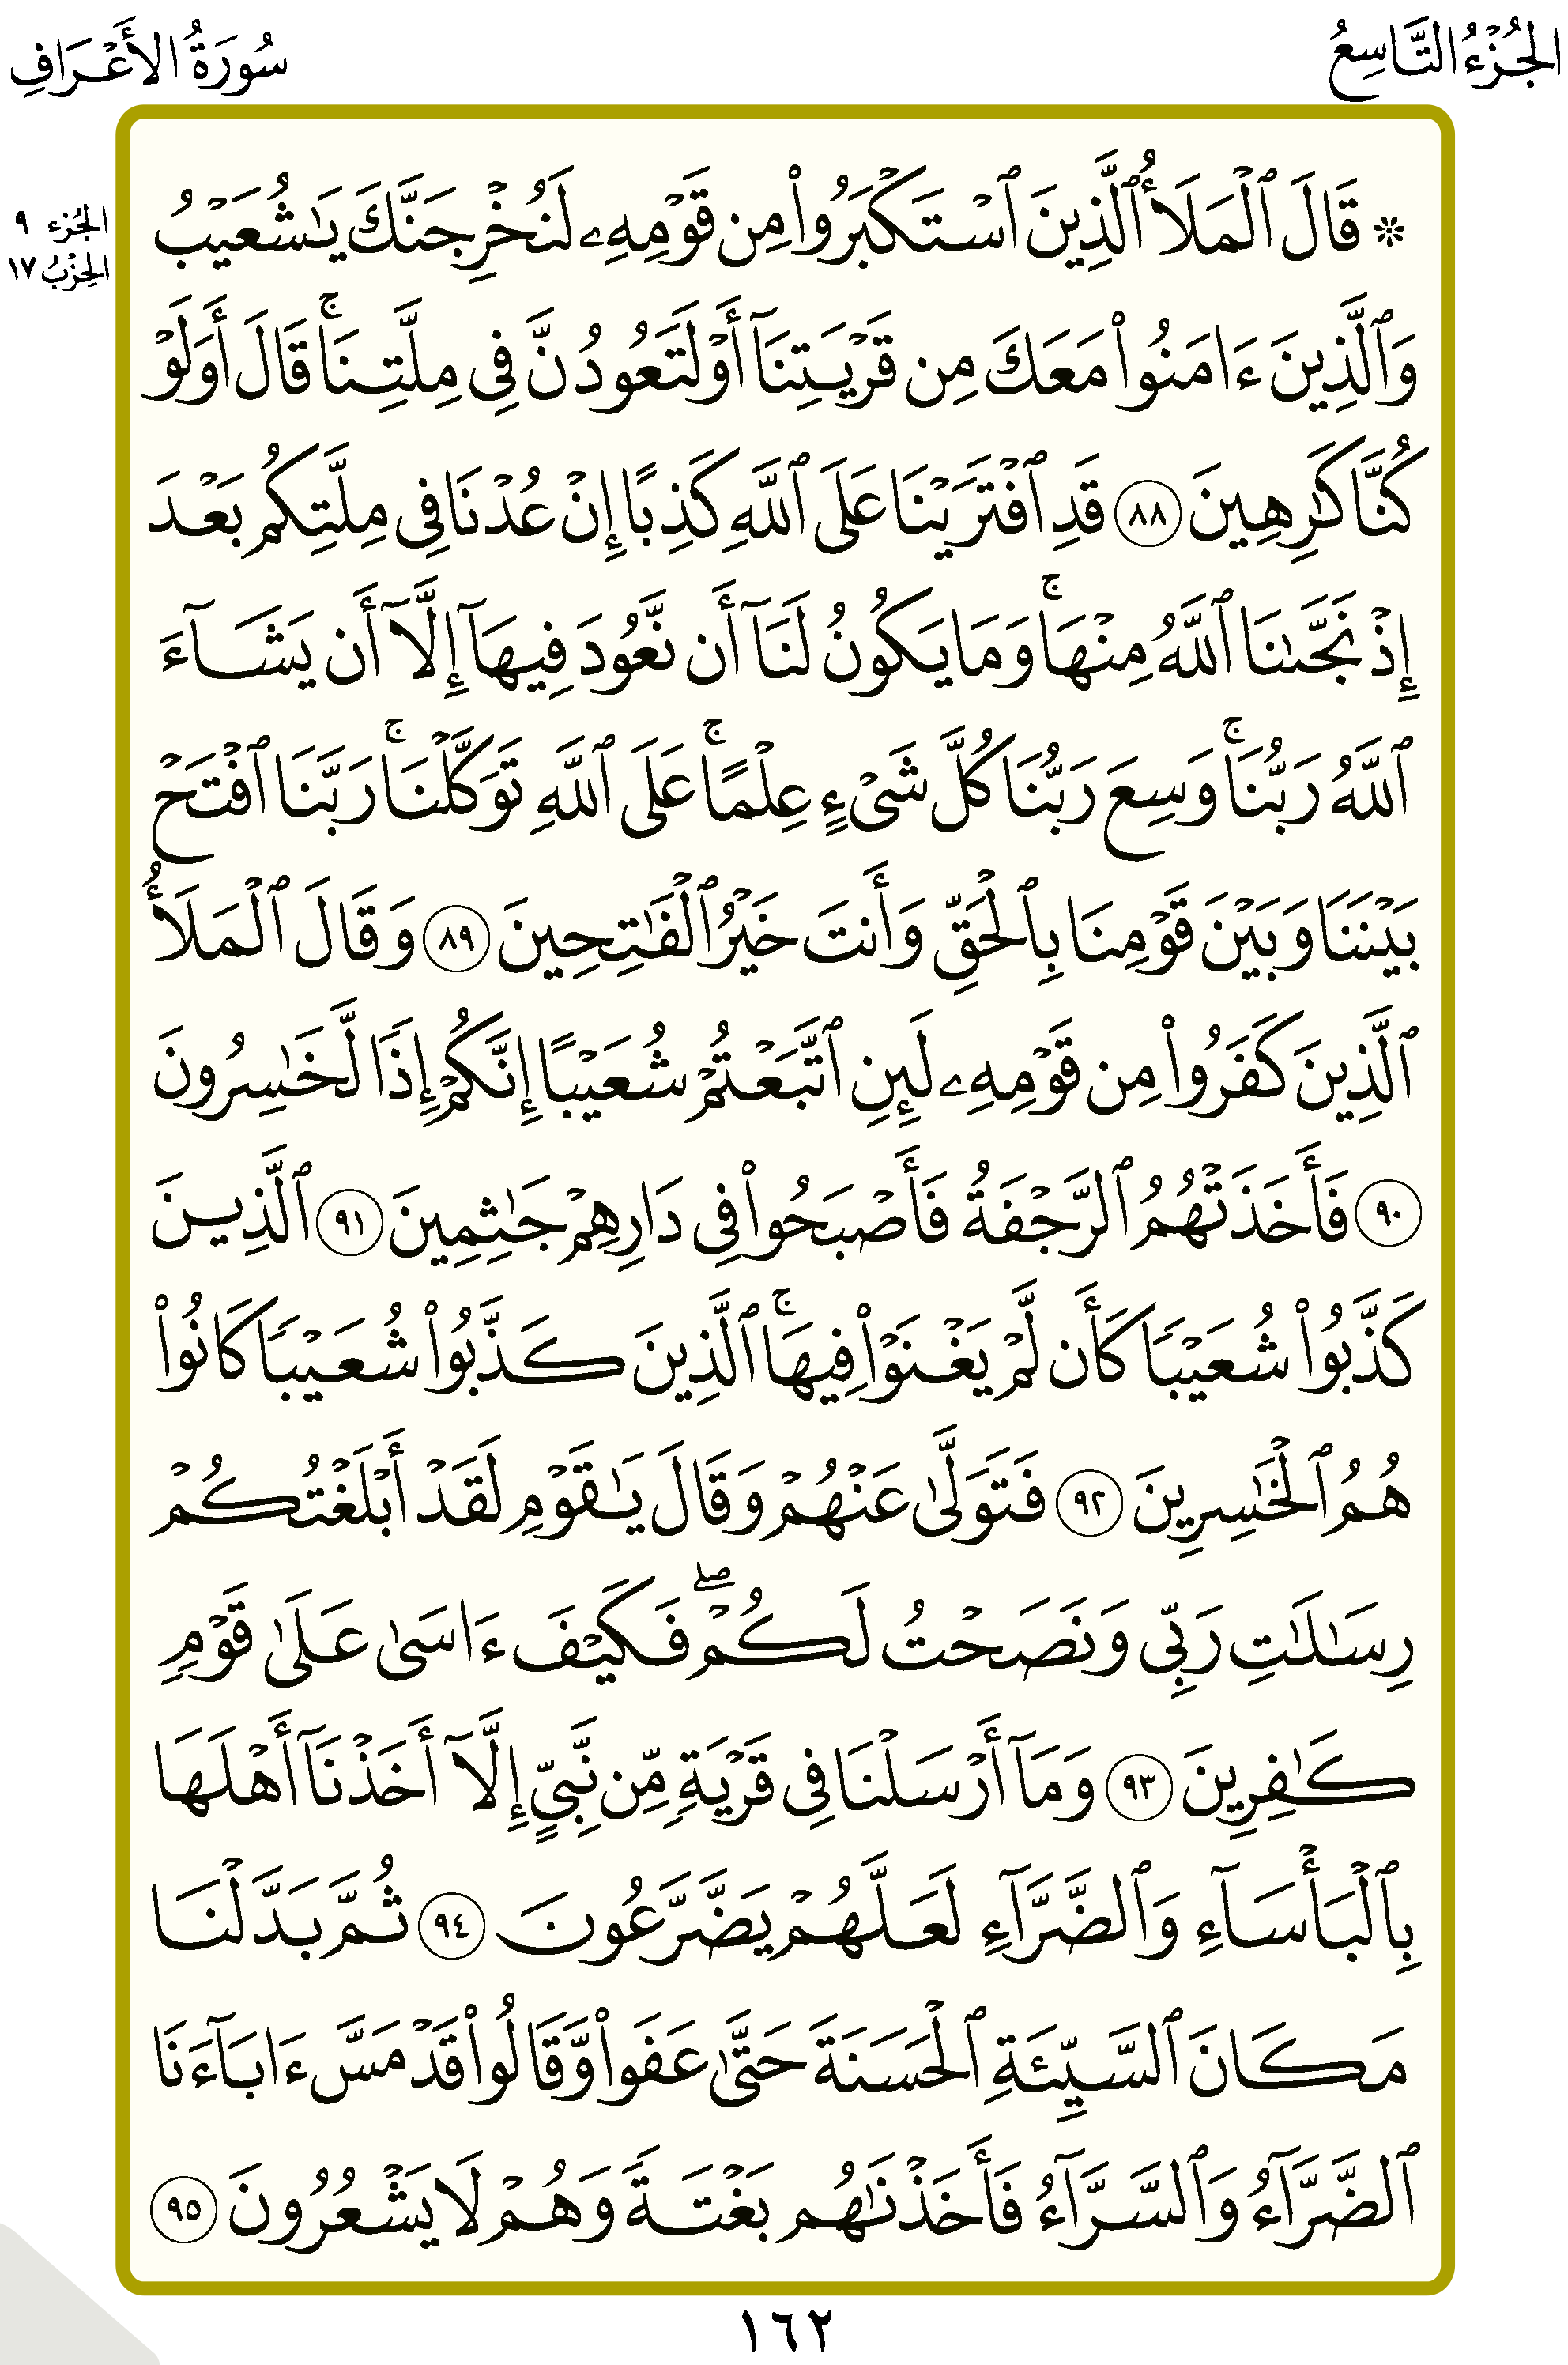 الجُزْءُ التَّاسِعُ
سُورَةُ الأَعْرَافِ
الجُزء ٩
الحِزْبُ ١٧
۞ قَالَ ٱلْمَلَأُ ٱلَّذِينَ ٱسْتَكْبَرُوا۟ مِن قَوْمِهِۦ لَنُخْرِجَنَّكَ يَـٰشُعَيْبُ
وَٱلَّذِينَ ءَامَنُوا۟ مَعَكَ مِن قَرْيَتِنَآ أَوْ لَتَعُودُنَّ فِى مِلَّتِنَا ۚ قَالَ أَوَلَوْ
كُنَّا كَـٰرِهِينَ ٨٨ قَدِ ٱفْتَرَيْنَا عَلَى ٱللَّهِ كَذِبًا إِنْ عُدْنَا فِى مِلَّتِكُم بَعْدَ
إِذْ نَجَّىٰنَا ٱللَّهُ مِنْهَا ۚ وَمَا يَكُونُ لَنَآ أَن نَّعُودَ فِيهَآ إِلَّآ أَن يَشَآءَ
ٱللَّهُ رَبُّنَا ۚ وَسِعَ رَبُّنَا كُلَّ شَىْءٍ عِلْمًا ۚ عَلَى ٱللَّهِ تَوَكَّلْنَا ۚ رَبَّنَا ٱفْتَحْ
بَيْنَنَا وَبَيْنَ قَوْمِنَا بِٱلْحَقِّ وَأَنتَ خَيْرُ ٱلْفَـٰتِحِينَ ٨٩ وَقَالَ ٱلْمَلَأُ
ٱلَّذِينَ كَفَرُوا۟ مِن قَوْمِهِۦ لَئِنِ ٱتَّبَعْتُمْ شُعَيْبًا إِنَّكُمْ إِذًا لَّخَـٰسِرُونَ
٩٠ فَأَخَذَتْهُمُ ٱلرَّجْفَةُ فَأَصْبَحُوا۟ فِى دَارِهِمْ جَـٰثِمِينَ ٩١ ٱلَّذِينَ
كَذَّبُوا۟ شُعَيْبًا كَأَن لَّمْ يَغْنَوْا۟ فِيهَا ۚ ٱلَّذِينَ كَذَّبُوا۟ شُعَيْبًا كَانُوا۟
هُمُ ٱلْخَـٰسِرِينَ ٩٢ فَتَوَلَّىٰ عَنْهُمْ وَقَالَ يَـٰقَوْمِ لَقَدْ أَبْلَغْتُكُمْ
رِسَـٰلَـٰتِ رَبِّى وَنَصَحْتُ لَكُمْ ۖ فَكَيْفَ ءَاسَىٰ عَلَىٰ قَوْمٍ
كَـٰفِرِينَ ٩٣ وَمَآ أَرْسَلْنَا فِى قَرْيَةٍ مِّن نَّبِىٍّ إِلَّآ أَخَذْنَآ أَهْلَهَا
بِٱلْبَأْسَآءِ وَٱلضَّرَّآءِ لَعَلَّهُمْ يَضَّرَّعُونَ ٩٤ ثُمَّ بَدَّلْنَا
مَكَانَ ٱلسَّيِّئَةِ ٱلْحَسَنَةَ حَتَّىٰ عَفَوا۟ وَّقَالُوا۟ قَدْ مَسَّ ءَابَآءَنَا
ٱلضَّرَّآءُ وَٱلسَّرَّآءُ فَأَخَذْنَـٰهُم بَغْتَةً وَهُمْ لَا يَشْعُرُونَ ٩٥
١٦٢